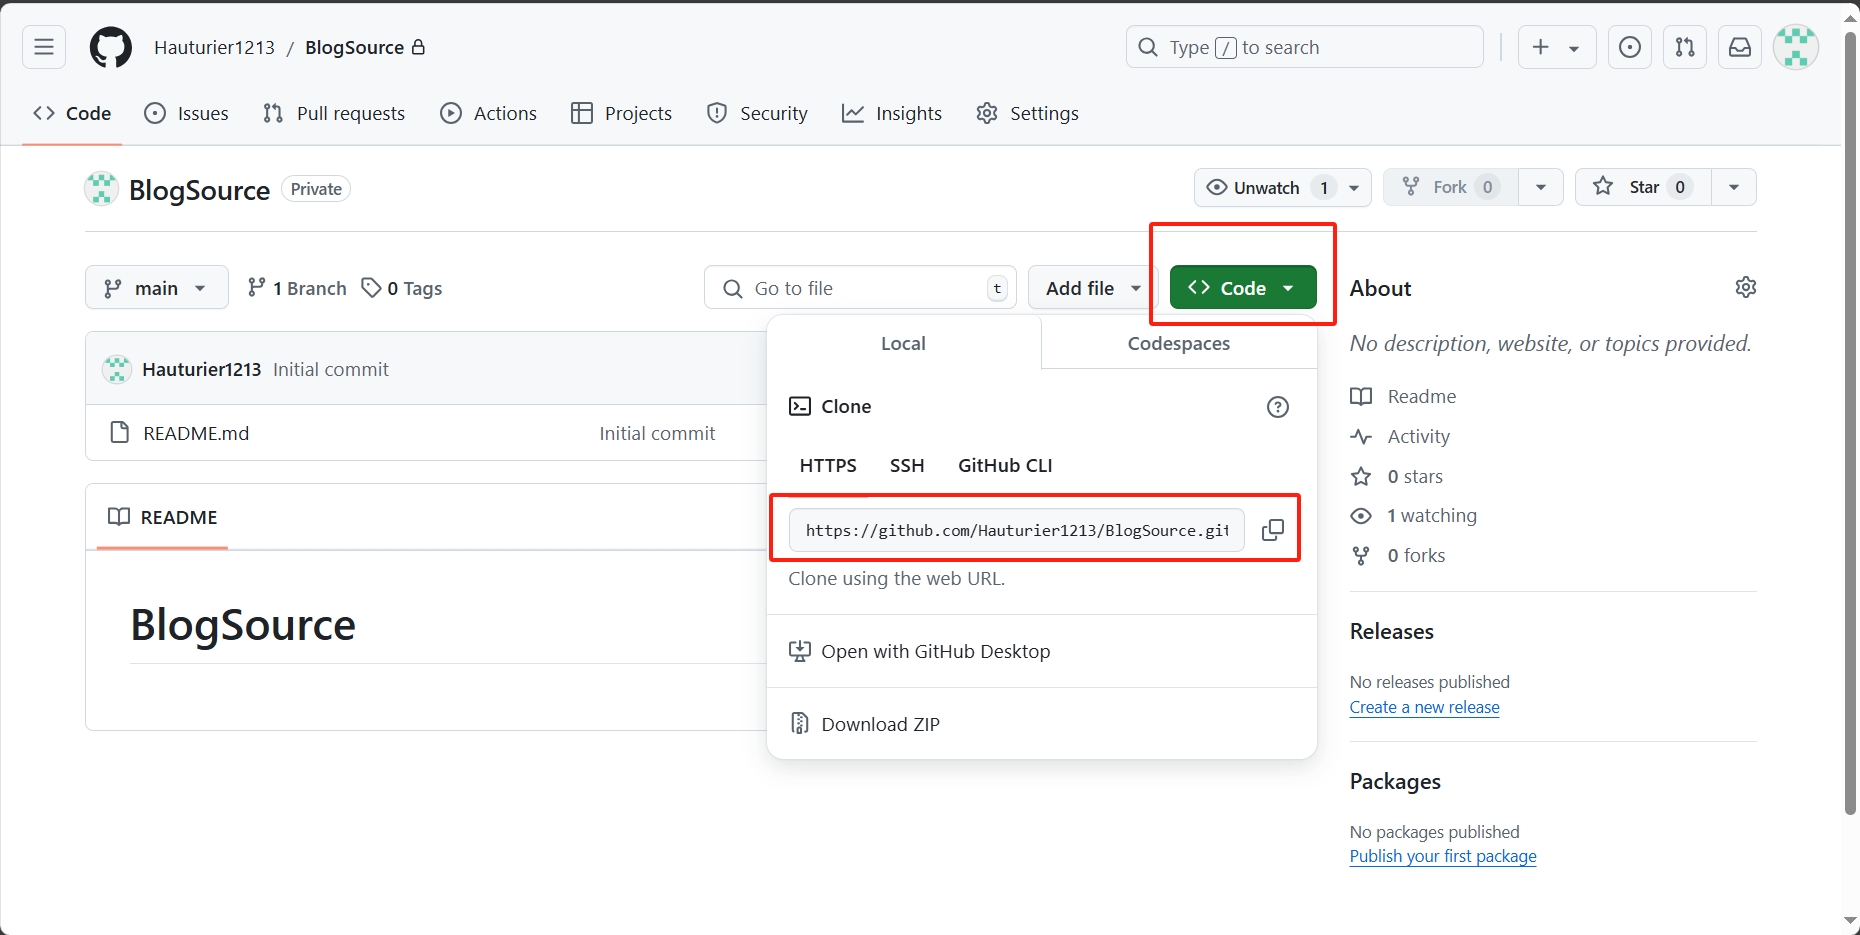 Hauturier1213 / BlogSource
Type / to search
Code Issues Pull requests Actions Projects Security Insights Settings
BlogSource Private
Unwatch 1 Fork 0 Star 0
main 1 Branch 0 Tags
Go to file t
Add file
Code
About
No description, website, or topics provided.
Readme
Activity
0 stars
1 watching
0 forks
Releases
No releases published
Create a new release
Packages
No packages published
Publish your first package
Hauturier1213 Initial commit
README.md Initial commit
README
BlogSource
Local Codespaces
Clone
HTTPS SSH GitHub CLI
https://github.com/Hauturier1213/BlogSource.git
Clone using the web URL.
Open with GitHub Desktop
Download ZIP